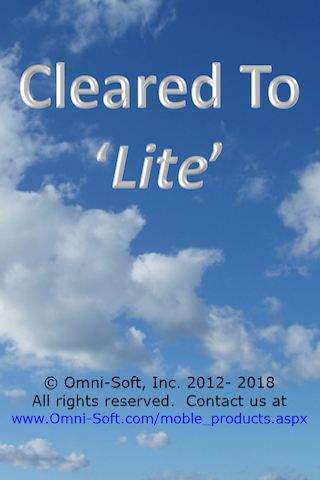 Cleared To
‘Lite’
© Omni-Soft, Inc. 2012- 2018
All rights reserved.  Contact us at
www.Omni-Soft.com/moble_products.aspx